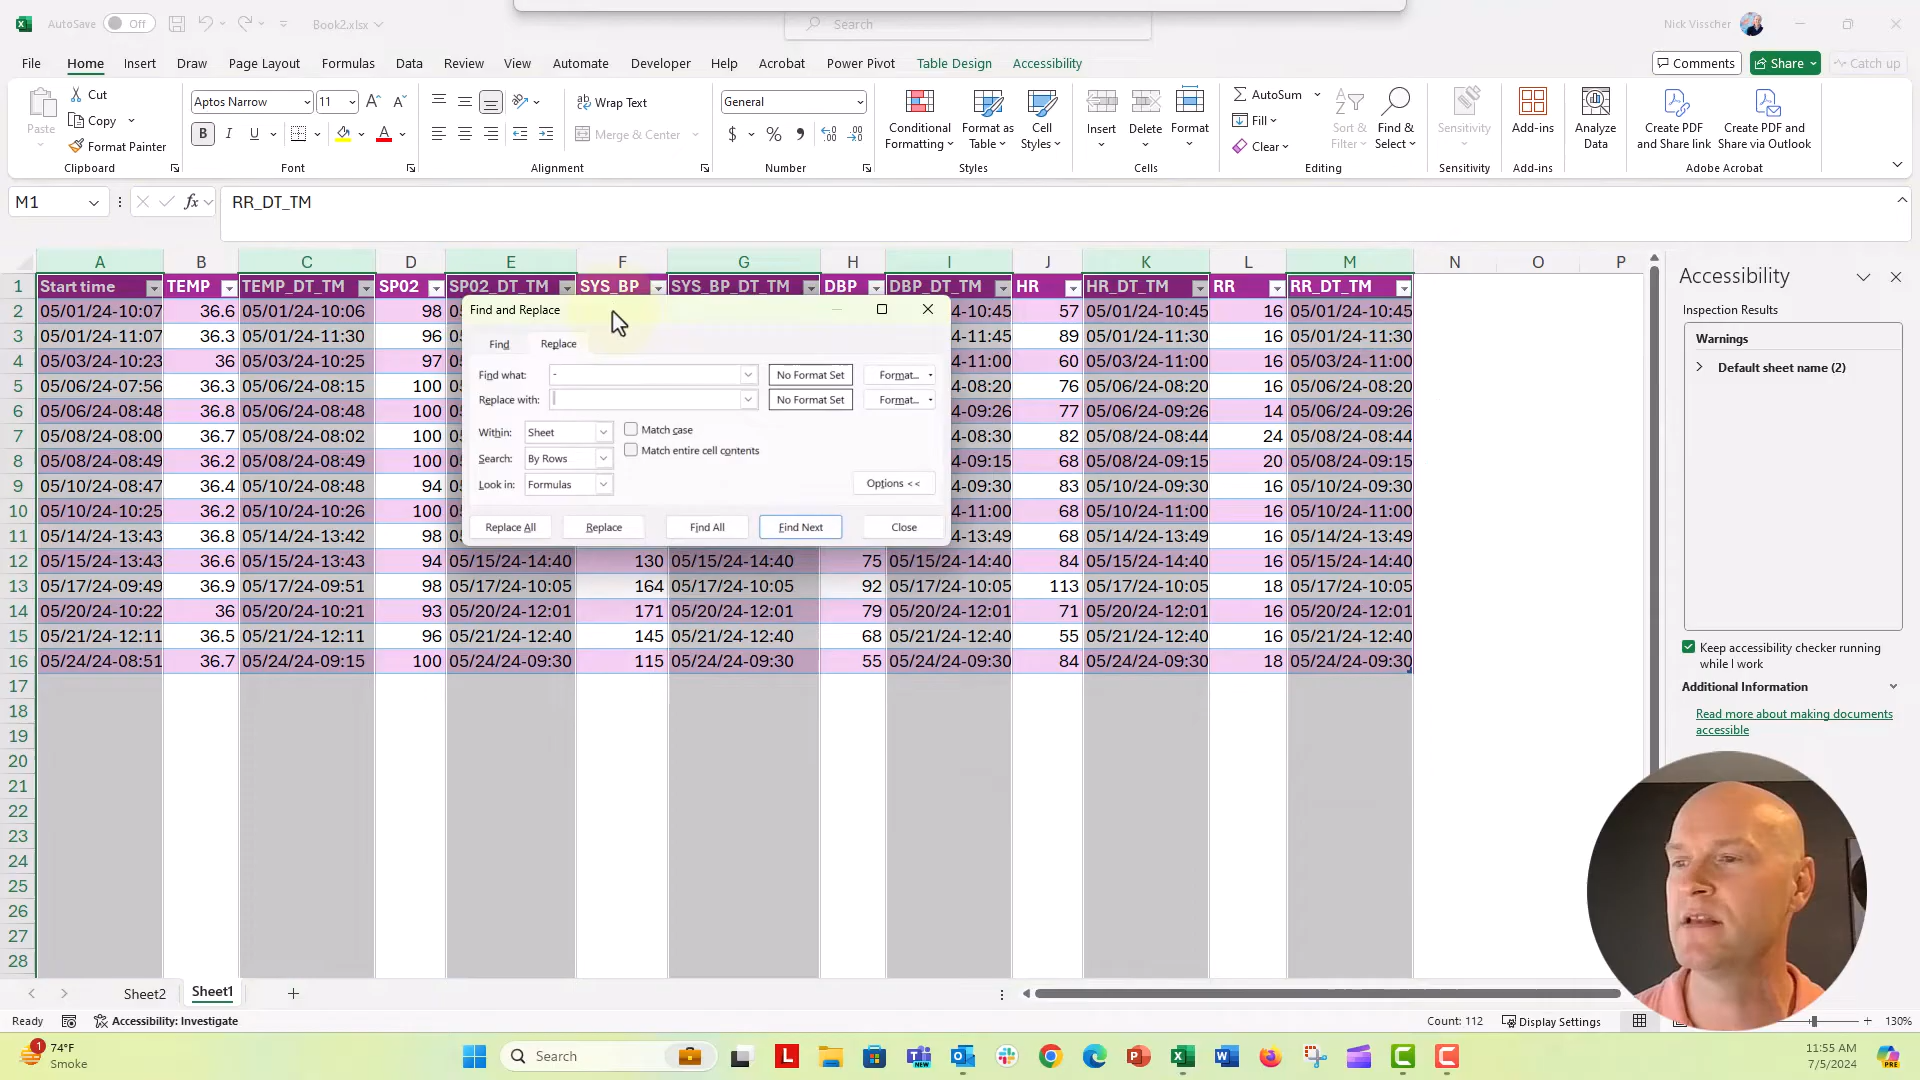 AutoSave Off Book2.xlsx Search Nick Visscher
File Home Insert Draw Page Layout Formulas Data Review View Automate Developer Help Acrobat Power Pivot Table Design Accessibility Comments Share Catch up
Paste Cut Copy Format Painter Clipboard
Aptos Narrow 11 A A B I U A Font
ab Wrap Text Merge & Center Alignment
General $ % , Number
Conditional Formatting Format as Table Cell Styles Styles
Insert Delete Format Cells
AutoSum Fill Clear Sort & Filter Find & Select Editing
Sensitivity Sensitivity
Add-ins Add-ins
Analyze Data
Create PDF and Share link Create PDF and Share via Outlook Adobe Acrobat
M1 fx RR_DT_TM
A B C D E F G H I J K L M N O P
1 Start time TEMP TEMP_DT_TM SP02 SP02_DT_TM SYS_BP SYS_BP_DT_TM DBP DBP_DT_TM HR HR_DT_TM RR RR_DT_TM
2 05/01/24-10:07 36.6 05/01/24-10:06 98 -10:45 57 05/01/24-10:45 16 05/01/24-10:45
3 05/01/24-11:07 36.3 05/01/24-11:30 96 -11:45 89 05/01/24-11:30 16 05/01/24-11:30
4 05/03/24-10:23 36 05/03/24-10:25 97 -11:00 60 05/03/24-11:00 16 05/03/24-11:00
5 05/06/24-07:56 36.3 05/06/24-08:15 100 -08:40 76 05/06/24-08:20 16 05/06/24-08:20
6 05/06/24-08:48 36.8 05/06/24-08:48 100 -09:26 77 05/06/24-09:26 14 05/06/24-09:26
7 05/08/24-08:00 36.7 05/08/24-08:02 100 -08:30 82 05/08/24-08:44 24 05/08/24-08:44
8 05/08/24-08:49 36.2 05/08/24-08:49 100 -09:15 68 05/08/24-09:15 20 05/08/24-09:15
9 05/10/24-08:47 36.4 05/10/24-08:48 94 -09:30 83 05/10/24-09:30 16 05/10/24-09:30
10 05/10/24-10:25 36.2 05/10/24-10:26 100 -11:00 68 05/10/24-11:00 16 05/10/24-11:00
11 05/14/24-13:43 36.8 05/14/24-13:42 98 -13:49 68 05/14/24-13:49 16 05/14/24-13:49
12 05/15/24-13:43 36.6 05/15/24-13:43 94 05/15/24-14:40 130 05/15/24-14:40 75 05/15/24-14:40 84 05/15/24-14:40 16 05/15/24-14:40
13 05/17/24-09:49 36.9 05/17/24-09:51 98 05/17/24-10:05 164 05/17/24-10:05 92 05/17/24-10:05 113 05/17/24-10:05 18 05/17/24-10:05
14 05/20/24-10:22 36 05/20/24-10:21 93 05/20/24-12:01 171 05/20/24-12:01 79 05/20/24-12:01 71 05/20/24-12:01 16 05/20/24-12:01
15 05/21/24-12:11 36.5 05/21/24-12:11 96 05/21/24-12:40 145 05/21/24-12:40 68 05/21/24-12:40 55 05/21/24-12:40 16 05/21/24-12:40
16 05/24/24-08:51 36.7 05/24/24-09:15 100 05/24/24-09:30 115 05/24/24-09:30 55 05/24/24-09:30 84 05/24/24-09:30 18 05/24/24-09:30
17
18
19
20
21
22
23
24
25
26
27
28
Find and Replace
Find Replace
Find what: - No Format Set Format...
Replace with: No Format Set Format...
Within: Sheet Match case
Search: By Rows Match entire cell contents
Look in: Formulas Options <<
Replace All Replace Find All Find Next Close
Accessibility
Inspection Results
Warnings
Default sheet name (2)
Keep accessibility checker running
while I work
Additional Information
Read more about making documents
accessible
Sheet2 Sheet1
Ready Accessibility: Investigate Count: 112 Display Settings 130%
1 74°F
Smoke
Search
L
NEW
PRE
11:55 AM
7/5/2024